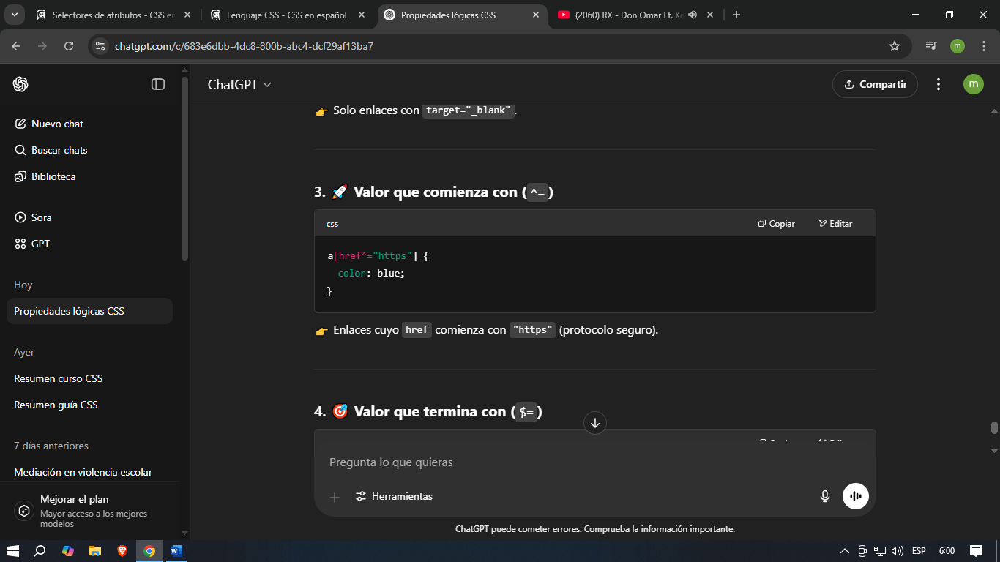 Selectores de atributos - CSS en
Lenguaje CSS - CSS en español
Propiedades lógicas CSS
(2060) RX - Don Omar Ft. Ke
chatgpt.com/c/683e6dbb-4dc8-800b-abc4-dcf29af13ba7
m
ChatGPT
Compartir
m
Nuevo chat
Buscar chats
Biblioteca
Sora
GPT
Hoy
Propiedades lógicas CSS
Ayer
Resumen curso CSS
Resumen guía CSS
7 días anteriores
Mediación en violencia escolar
Mejorar el plan
Mayor acceso a los mejores
modelos
👉 Solo enlaces con target="_blank".
3. 🚀 Valor que comienza con (^=)
css
Copiar
Editar
a[href^="https"] {
color: blue;
}
👉 Enlaces cuyo href comienza con "https" (protocolo seguro).
4. 🎯 Valor que termina con ($=)
Pregunta lo que quieras
Herramientas
ChatGPT puede cometer errores. Comprueba la información importante.
ESP
6:00